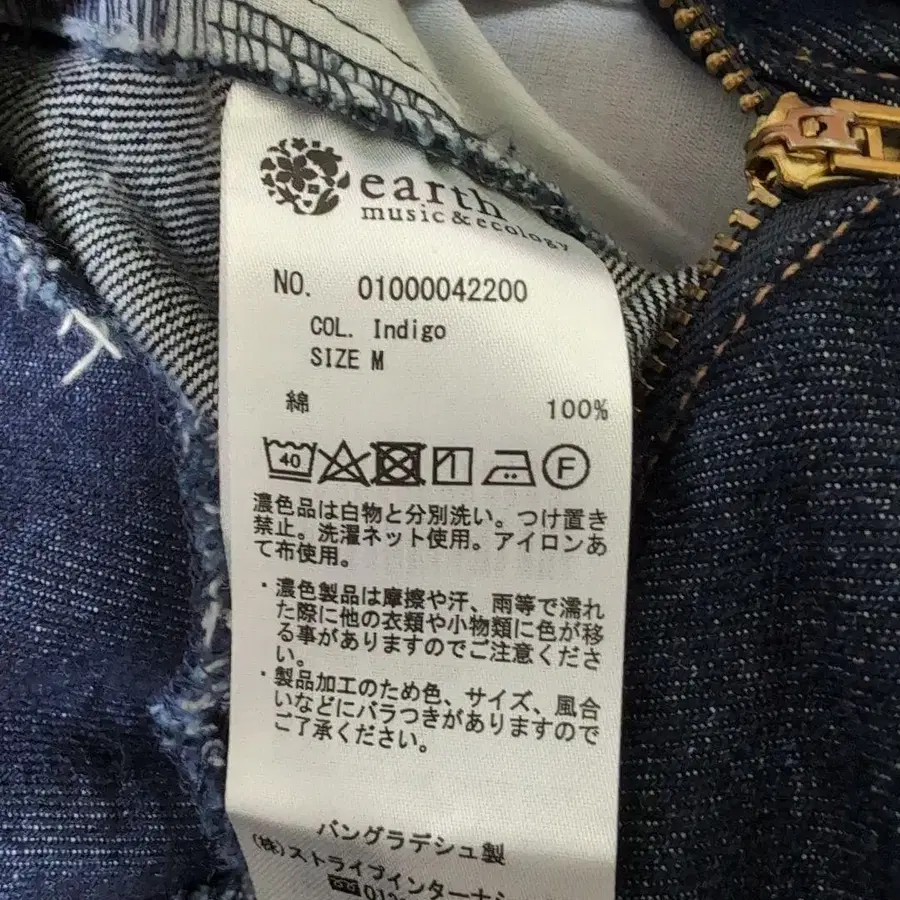 earth
music&ecology
NO. 01000042200
COL. Indigo
SIZE M
綿 100%
40 F
濃色品は白物と分別洗い。つけ置き
禁止。洗濯ネット使用。アイロンあ
て布使用。
・濃色製品は摩擦や汗、雨等で濡れ
た際に他の衣類や小物類に色が移
る事がありますのでご注意くださ
い。
・製品加工のため色、サイズ、風合
いなどにバラつきがありますので
ご了承ください。
バングラデシュ製
(株)ストライプインターナシ